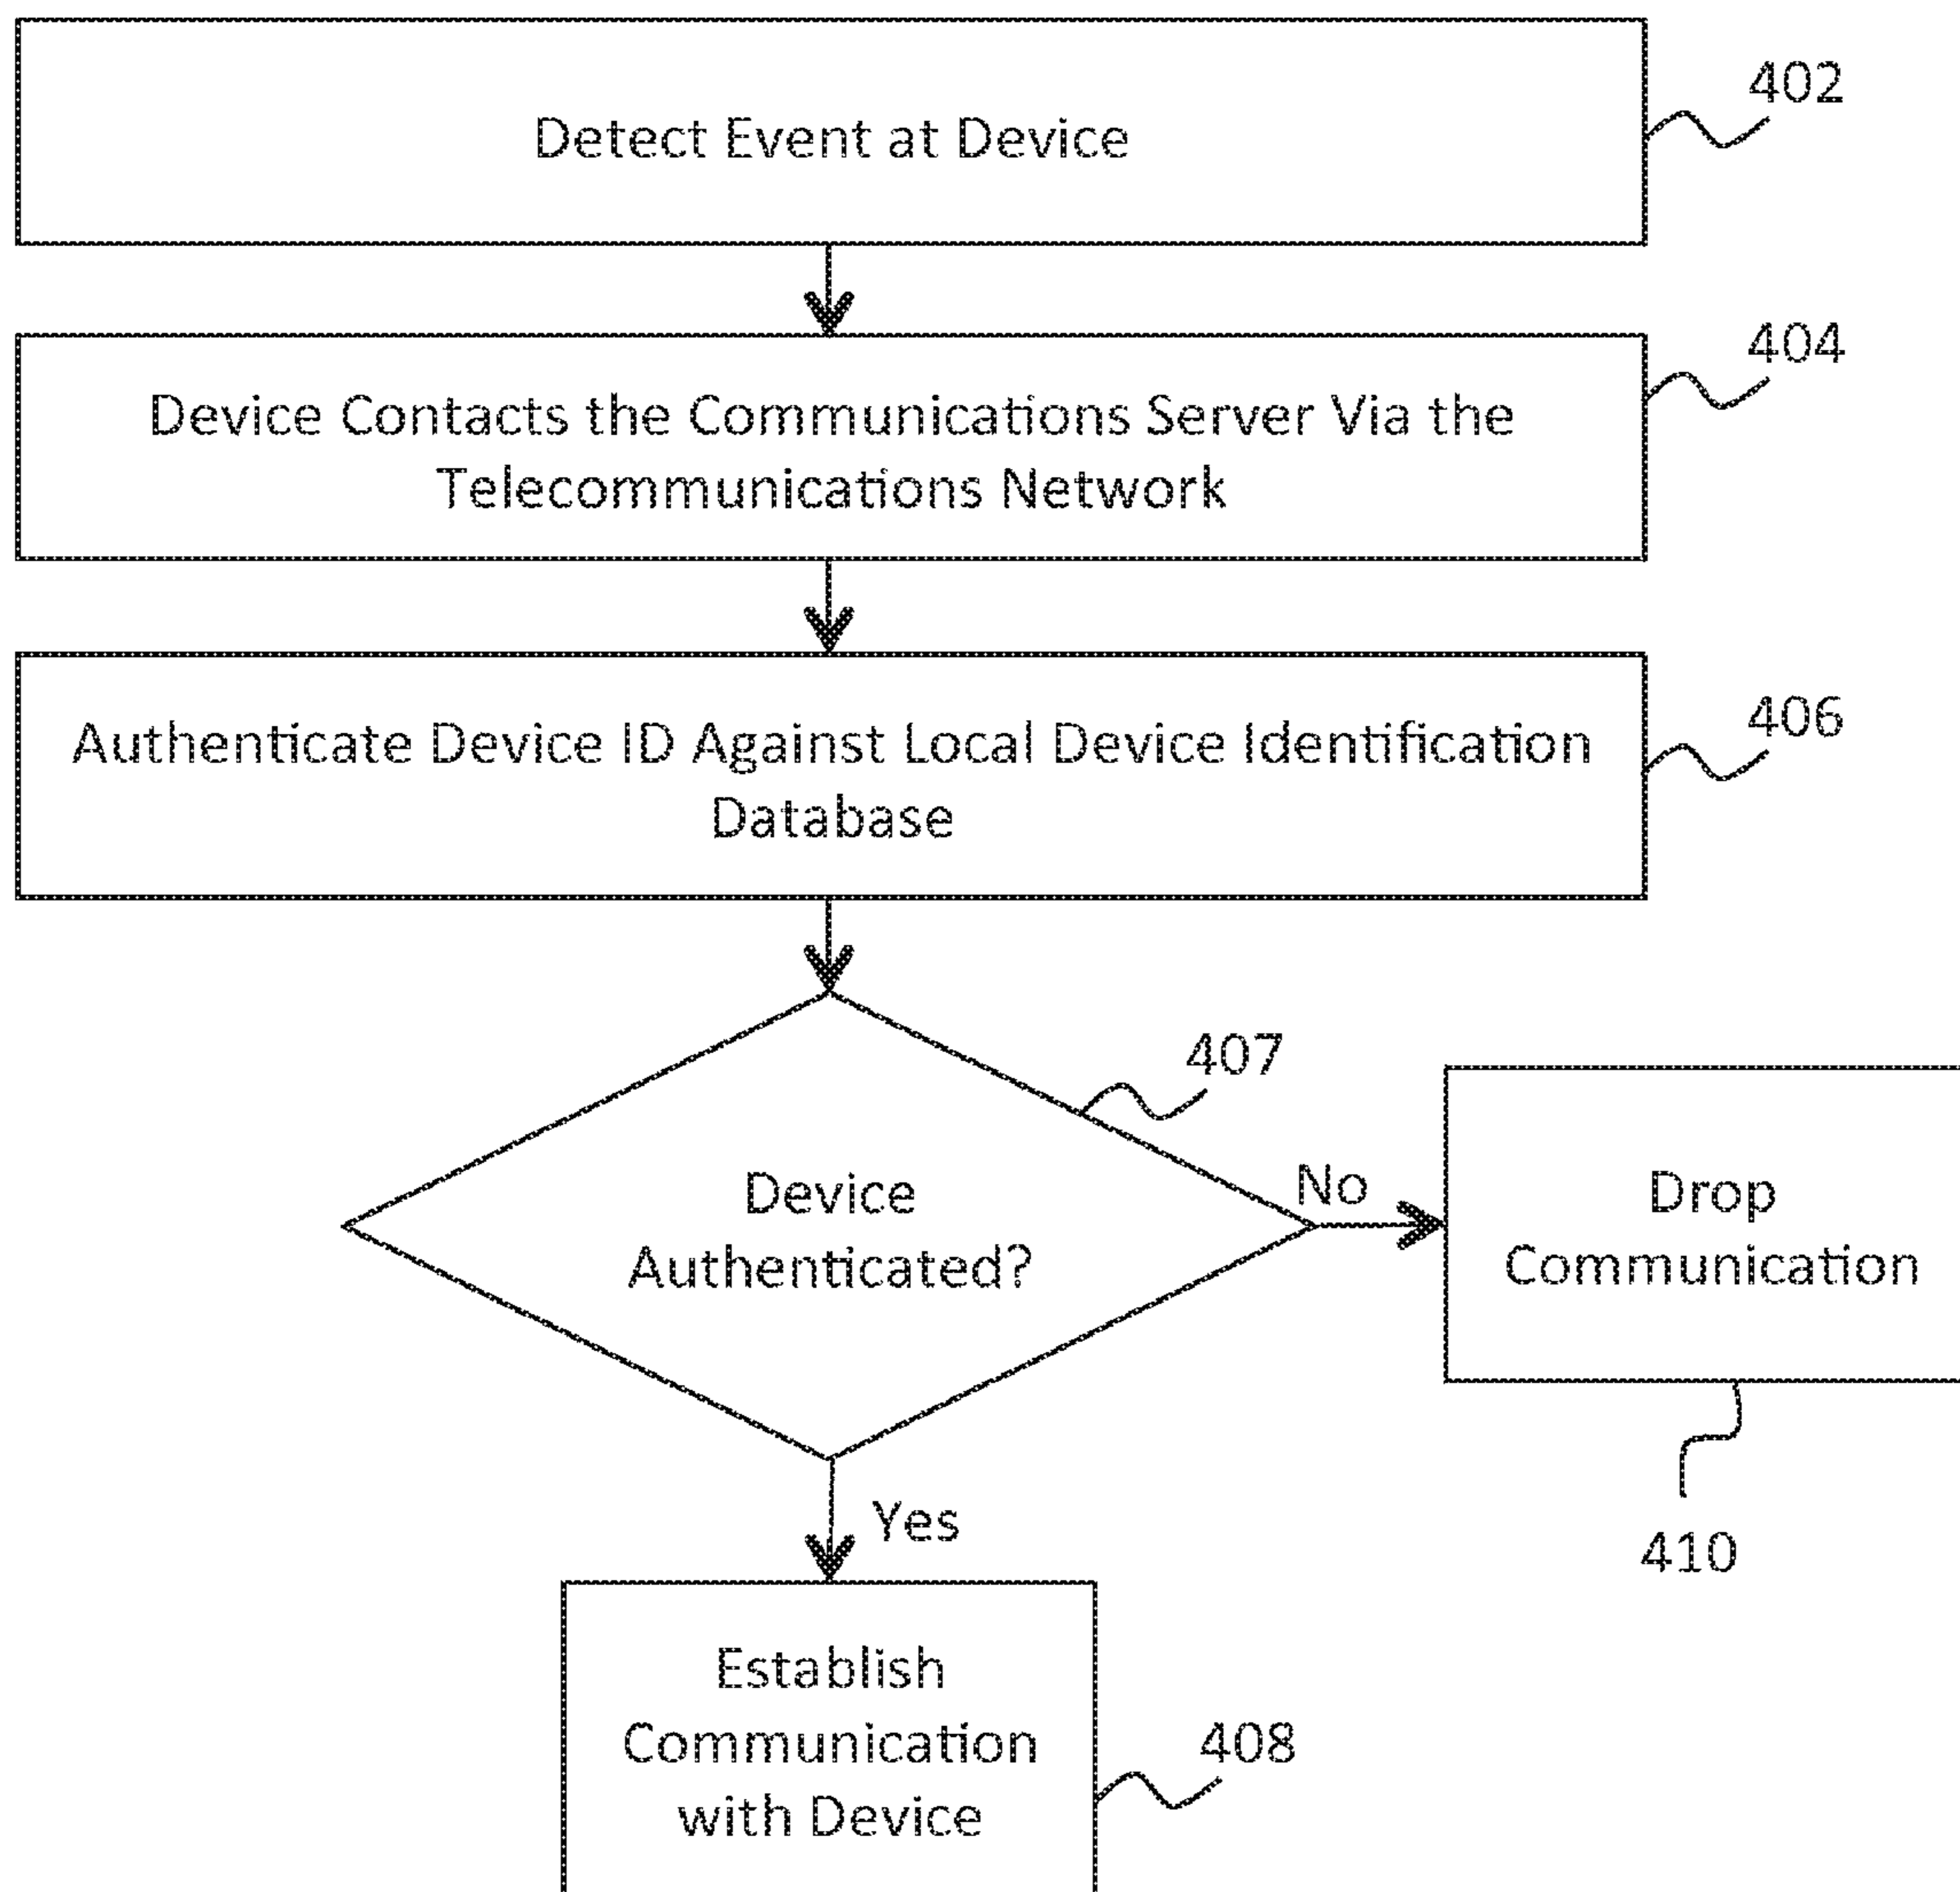 402
Detect Event at Device
404
Device Contacts the Communications Server Via the
Telecommunications Network
406
Authenticate Device ID Against Local Device Identification
Database
407
Device
Authenticated?
No
Drop
Communication
Yes
410
Establish
Communication
with Device
408